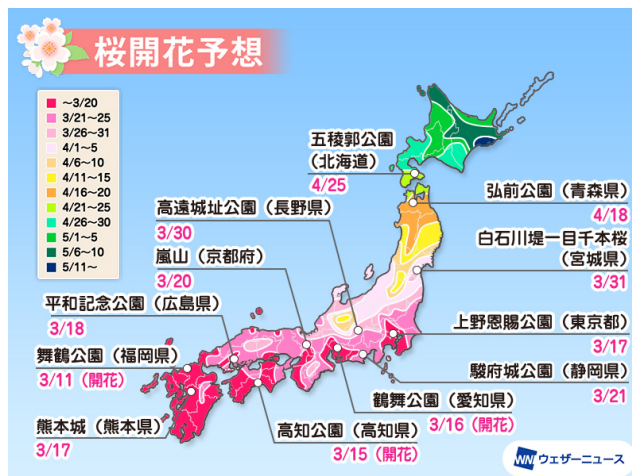 桜開花予想
~3/20
3/21~25
3/26~31
4/1~5
4/6~10
4/11~15
4/16~20
4/21~25
4/26~30
5/1~5
5/6~10
5/11~
五稜郭公園
(北海道)
4/25
弘前公園(青森県)
4/18
高遠城址公園(長野県)
3/30
白石川堤一目千本桜
(宮城県)
3/31
嵐山(京都府)
3/20
平和記念公園(広島県)
3/18
上野恩賜公園(東京都)
3/17
舞鶴公園(福岡県)
3/11(開花)
駿府城公園(静岡県)
3/21
鶴舞公園(愛知県)
3/16(開花)
熊本城(熊本県)
3/17
高知公園(高知県)
3/15(開花)
WN ウェザーニュース